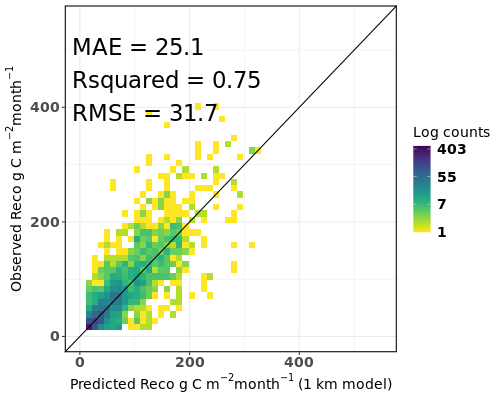 MAE = 25.1
Rsquared = 0.75
RMSE = 31.7
400
200
0
0 200 400
Observed Reco g C m⁻²month⁻¹
Predicted Reco g C m⁻²month⁻¹ (1 km model)
Log counts
403
55
7
1